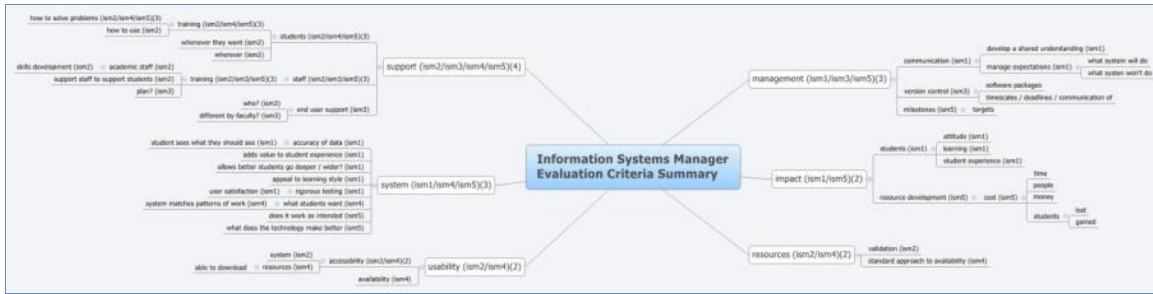 how to solve problems (ism2/ism4/ism5)(3)
how to use (ism2)
training (ism2/ism4/ism5)(3)
whenever they want (ism2)
wherever (ism2)
students (ism2/ism4/ism5)(3)
skills development (ism2)
academic staff (ism2)
support staff to support students (ism2)
plan? (ism3)
training (ism2/ism3/ism5)(3)
staff (ism2/ism3/ism5)(3)
who? (ism3)
different by faculty? (ism3)
end user support (ism3)
support (ism2/ism3/ism4/ism5)(4)
student sees what they should see (ism1)
accuracy of data (ism1)
adds value to student experience (ism1)
allows better students go deeper / wider? (ism1)
appeal to learning style (ism1)
user satisfaction (ism1)
rigorous testing (ism1)
system matches patterns of work (ism4)
what students want (ism4)
does it work as intended (ism5)
what does the technology make better (ism5)
system (ism1/ism4/ism5)(3)
system (ism2)
able to download
resources (ism4)
accessibility (ism2/ism4)(2)
availability (ism4)
usability (ism2/ism4)(2)
Information Systems Manager
Evaluation Criteria Summary
management (ism1/ism3/ism5)(3)
communication (ism1)
develop a shared understanding (ism1)
manage expectations (ism1)
what system will do
what systen won't do
version control (ism3)
software packages
timescales / deadlines / communication of
milestones (ism5)
targets
impact (ism1/ism5)(2)
students (ism1)
attitude (ism1)
learning (ism1)
student experience (ism1)
resource development (ism5)
cost (ism5)
time
people
money
students
lost
gained
resources (ism2/ism4)(2)
validation (ism2)
standard approach to availability (ism4)